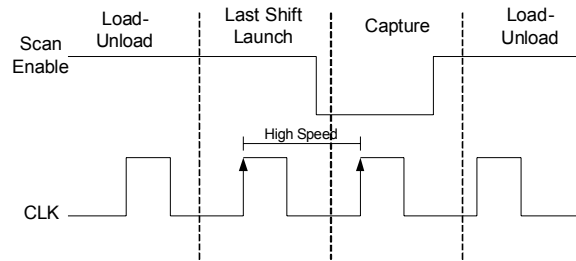 Load-
Unload
Last Shift
Launch
Capture
Load-
Unload
Scan
Enable
High Speed
CLK